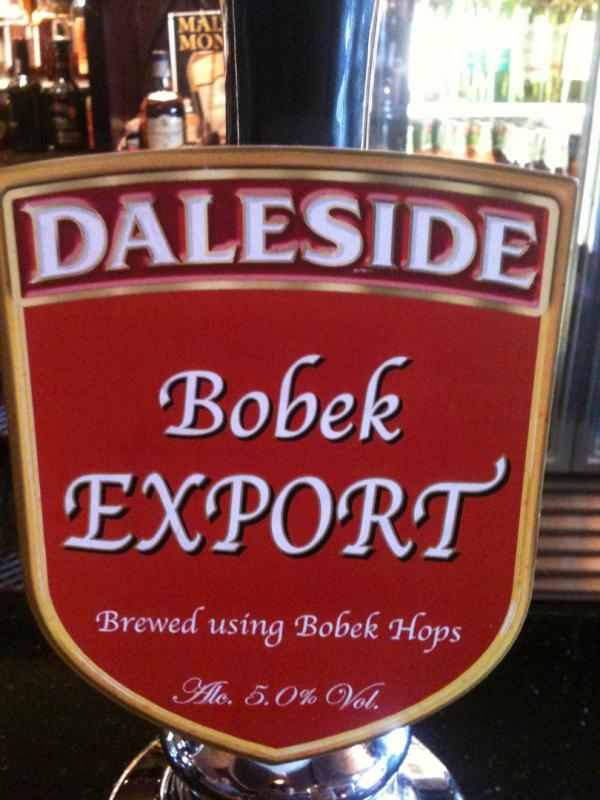 DALESIDE
Bobek
EXPORT
Brewed using Bobek Hops
Alc. 5.0% Vol.